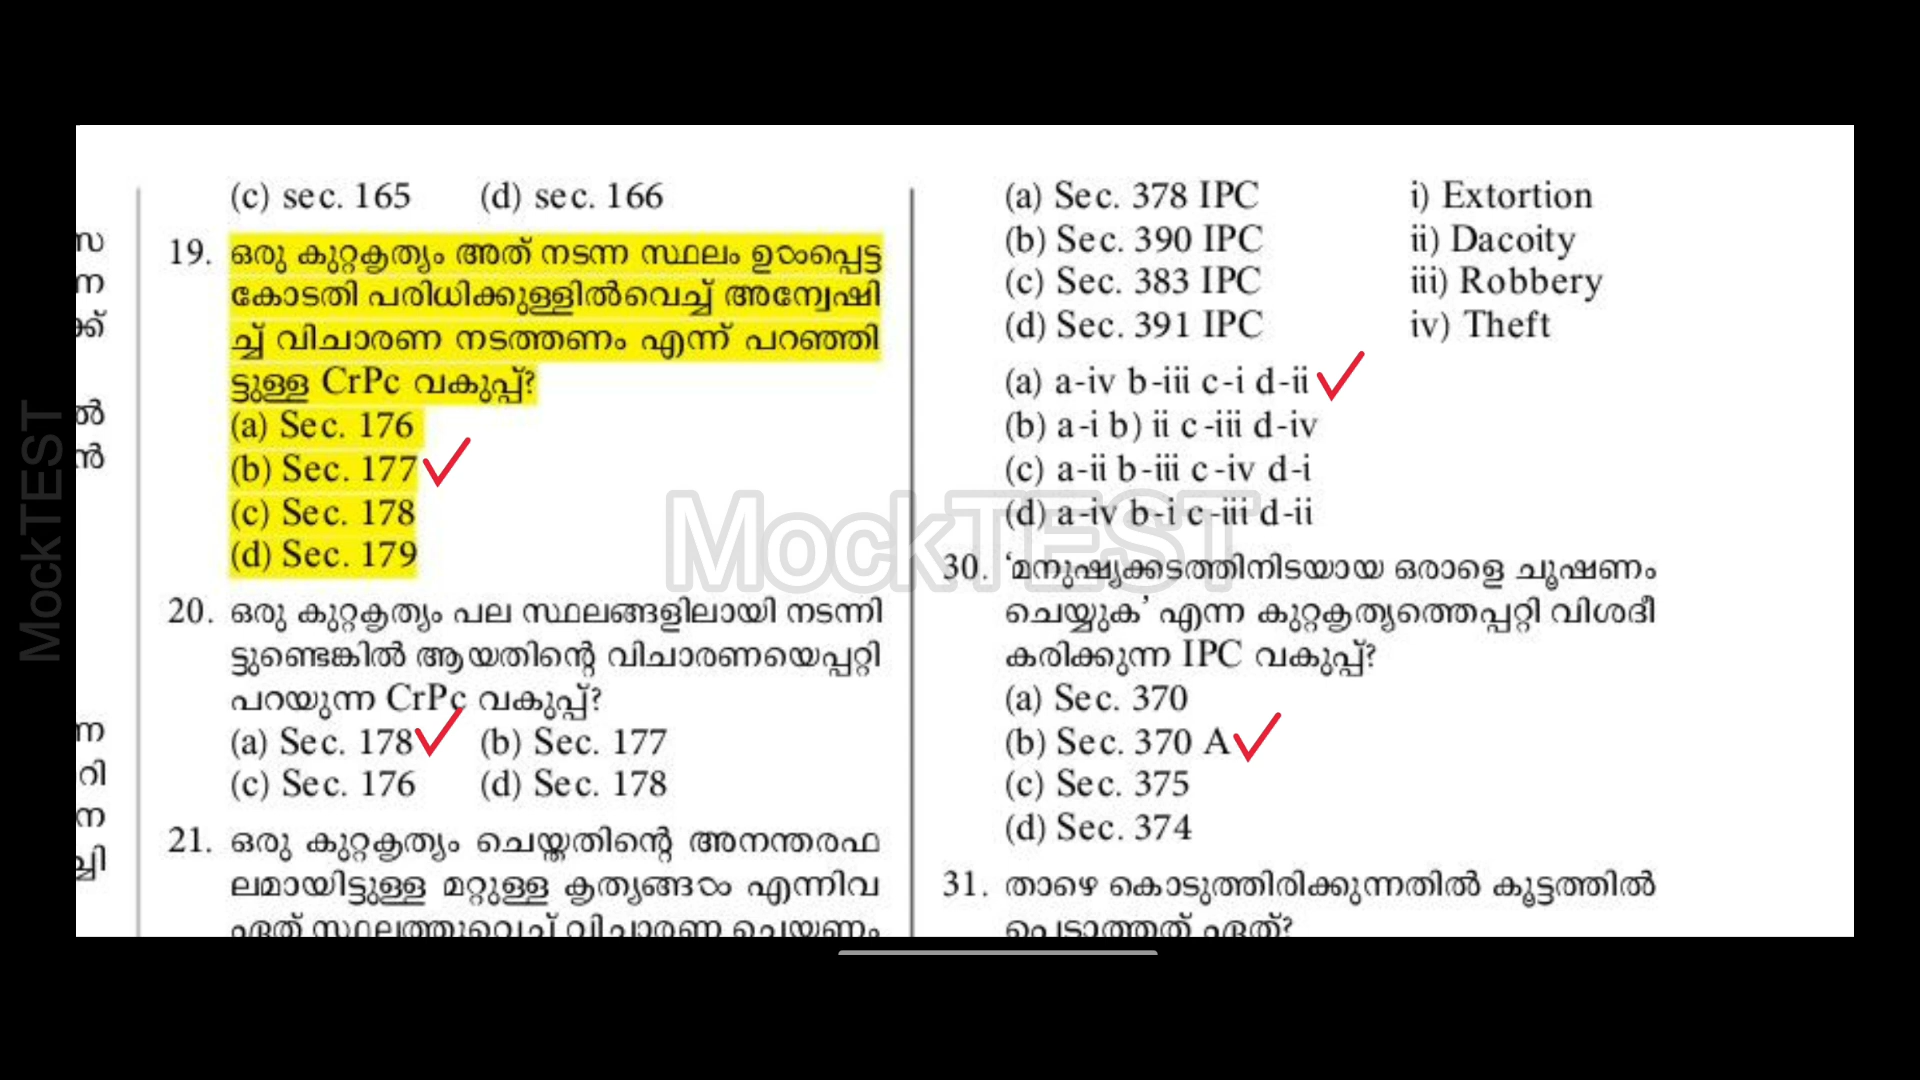 MockTEST
(c) sec. 165 (d) sec. 166
19. ഒരു കുറ്റകൃത്യം അത് നടന്ന സ്ഥലം ഉൾപ്പെട്ട
കോടതി പരിധിക്കുള്ളിൽവെച്ച് അന്വേഷി
ച്ച് വിചാരണ നടത്തണം എന്ന് പറഞ്ഞി
ട്ടുള്ള CrPc വകുപ്പ്?
(a) Sec. 176
(b) Sec. 177
(c) Sec. 178
(d) Sec. 179
20. ഒരു കുറ്റകൃത്യം പല സ്ഥലങ്ങളിലായി നടന്നി
ട്ടുണ്ടെങ്കിൽ ആയതിന്റെ വിചാരണയെപ്പറ്റി
പറയുന്ന CrPc വകുപ്പ്?
(a) Sec. 178 (b) Sec. 177
(c) Sec. 176 (d) Sec. 178
21. ഒരു കുറ്റകൃത്യം ചെയ്തതിന്റെ അനന്തരഫ
ലമായിട്ടുള്ള മറ്റുള്ള കൃത്യങ്ങൾ എന്നിവ
ഏത് സ്ഥലത്തുവെച്ച് വിചാരണ ചെയ്യണം
(a) Sec. 378 IPC i) Extortion
(b) Sec. 390 IPC ii) Dacoity
(c) Sec. 383 IPC iii) Robbery
(d) Sec. 391 IPC iv) Theft
(a) a-iv b-iii c-i d-ii
(b) a-i b) ii c-iii d-iv
(c) a-ii b-iii c-iv d-i
(d) a-iv b-i c-iii d-ii
30. ‘മനുഷ്യക്കടത്തിനിടയായ ഒരാളെ ചൂഷണം
ചെയ്യുക’ എന്ന കുറ്റകൃത്യത്തെപ്പറ്റി വിശദീ
കരിക്കുന്ന IPC വകുപ്പ്?
(a) Sec. 370
(b) Sec. 370 A
(c) Sec. 375
(d) Sec. 374
31. താഴെ കൊടുത്തിരിക്കുന്നതിൽ കൂട്ടത്തിൽ
പെടാത്തത് ഏത്?
MockTEST